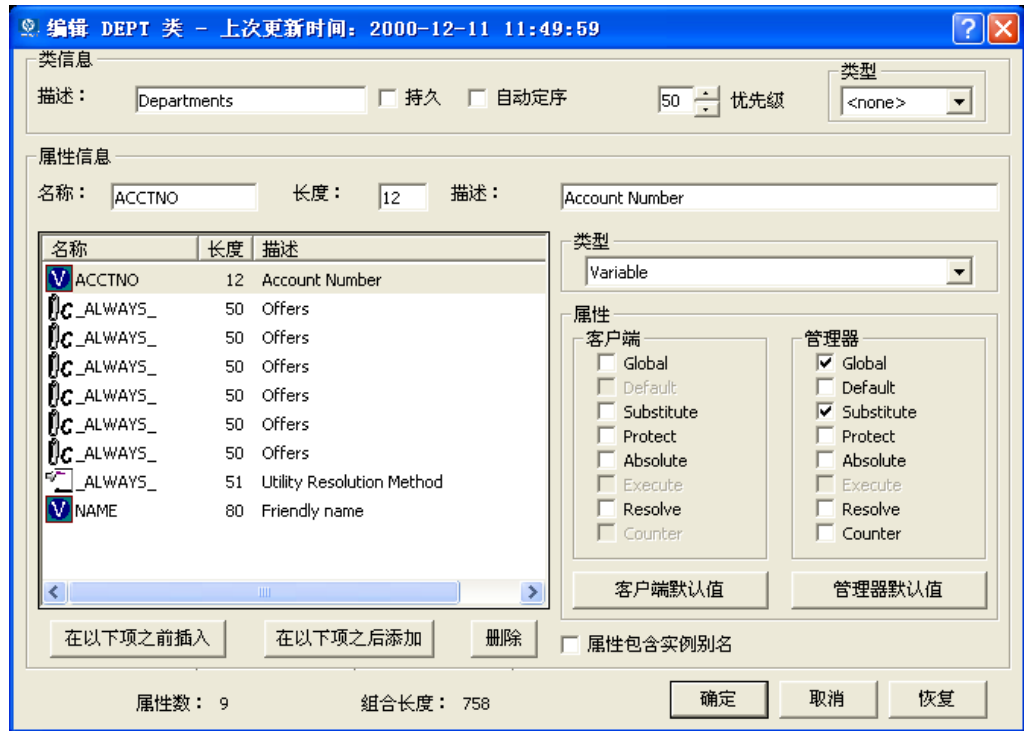 编辑 DEPT 类 - 上次更新时间: 2000-12-11 11:49:59
类信息
类型
描述： Departments 持久 自动定序 50 优先级 <none>
属性信息
名称： ACCTNO 长度： 12 描述： Account Number
名称 长度 描述
V ACCTNO 12 Account Number
_ALWAYS_ 50 Offers
_ALWAYS_ 50 Offers
_ALWAYS_ 50 Offers
_ALWAYS_ 50 Offers
_ALWAYS_ 50 Offers
_ALWAYS_ 50 Offers
_ALWAYS_ 51 Utility Resolution Method
V NAME 80 Friendly name
类型
Variable
属性
客户端
Global
Default
Substitute
Protect
Absolute
Execute
Resolve
Counter
客户端默认值
管理器
Global
Default
Substitute
Protect
Absolute
Execute
Resolve
Counter
管理器默认值
在以下项之前插入 在以下项之后添加 删除 属性包含实例别名
属性数： 9 组合长度： 758 确定 取消 恢复